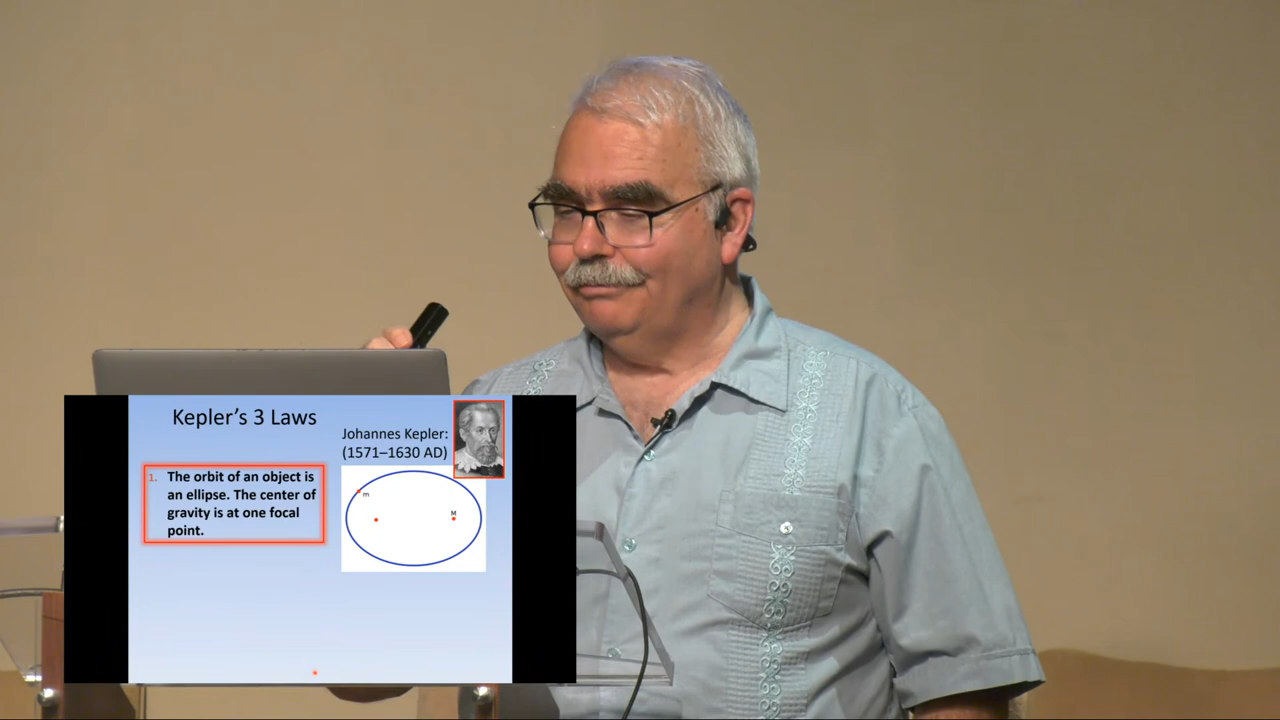 Kepler's 3 Laws
Johannes Kepler:
(1571–1630 AD)
1. The orbit of an object is
an ellipse. The center of
gravity is at one focal
point.
m
M